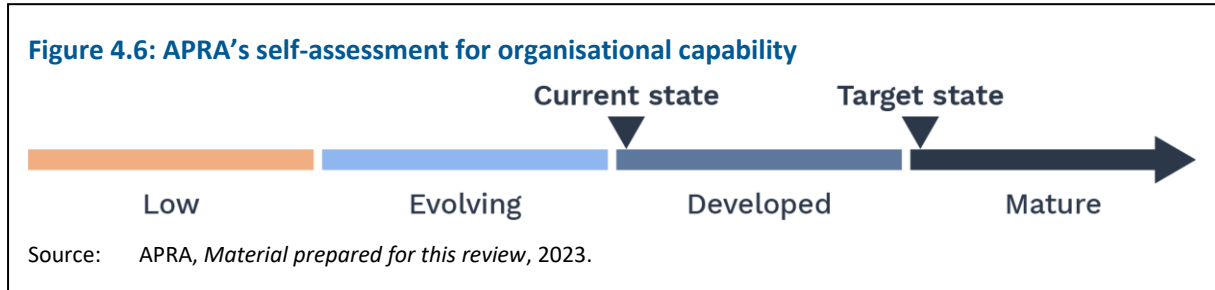 Figure 4.6: APRA’s self-assessment for organisational capability
Current state Target state
Low Evolving Developed Mature
Source: APRA, Material prepared for this review, 2023.